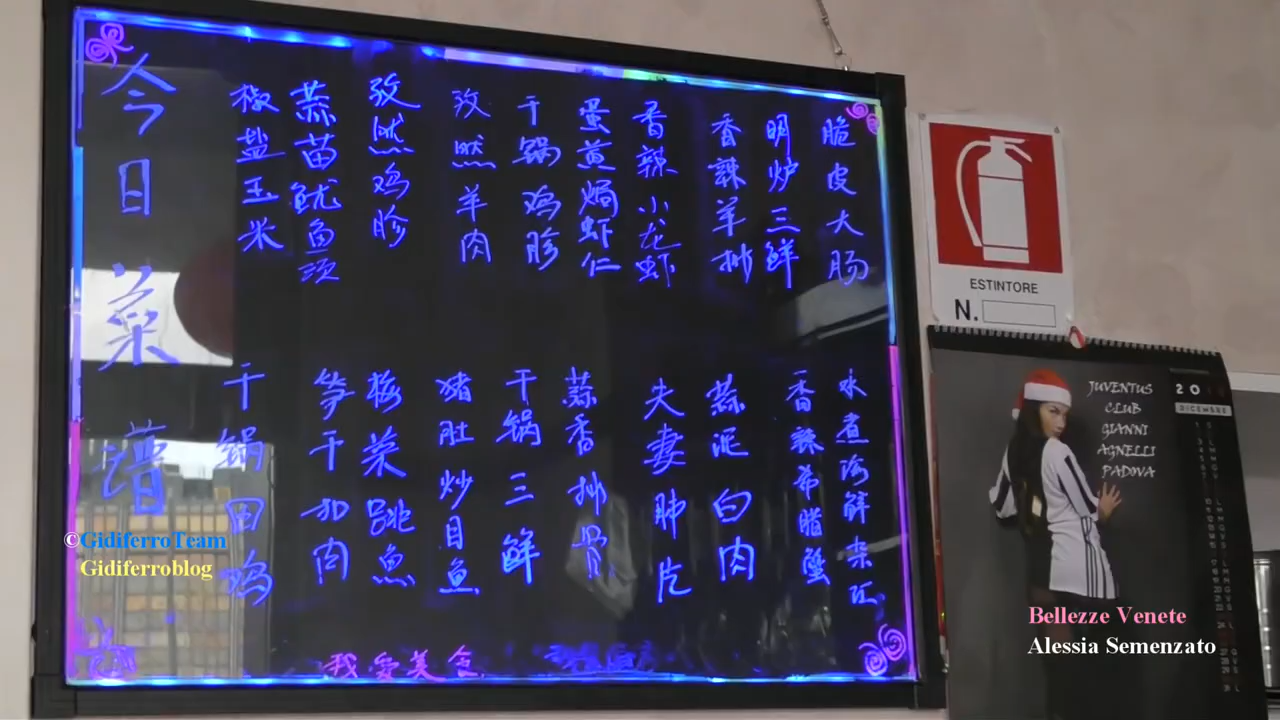 今日菜谱
椒盐玉米
蒜苗鱿鱼须
孜然鸡胗
孜然羊肉
干锅鸡胗
蛋黄焗虾仁
香辣小龙虾
香辣羊排
明炉三鲜
脆皮大肠
干锅田鸡
笋干扣肉
梅菜跳鱼
猪肚炒目鱼
干锅三鲜
蒜香排骨
夫妻肺片
蒜泥白肉
香辣帝腊蟹
水煮海鲜杂
我爱美食
©GidiferroTeam
Gidiferroblog
ESTINTORE
N.
JUVENTUS
CLUB
GIANNI
AGNELLI
PADOVA
20
DICEMBRE
Bellezze Venete
Alessia Semenzato